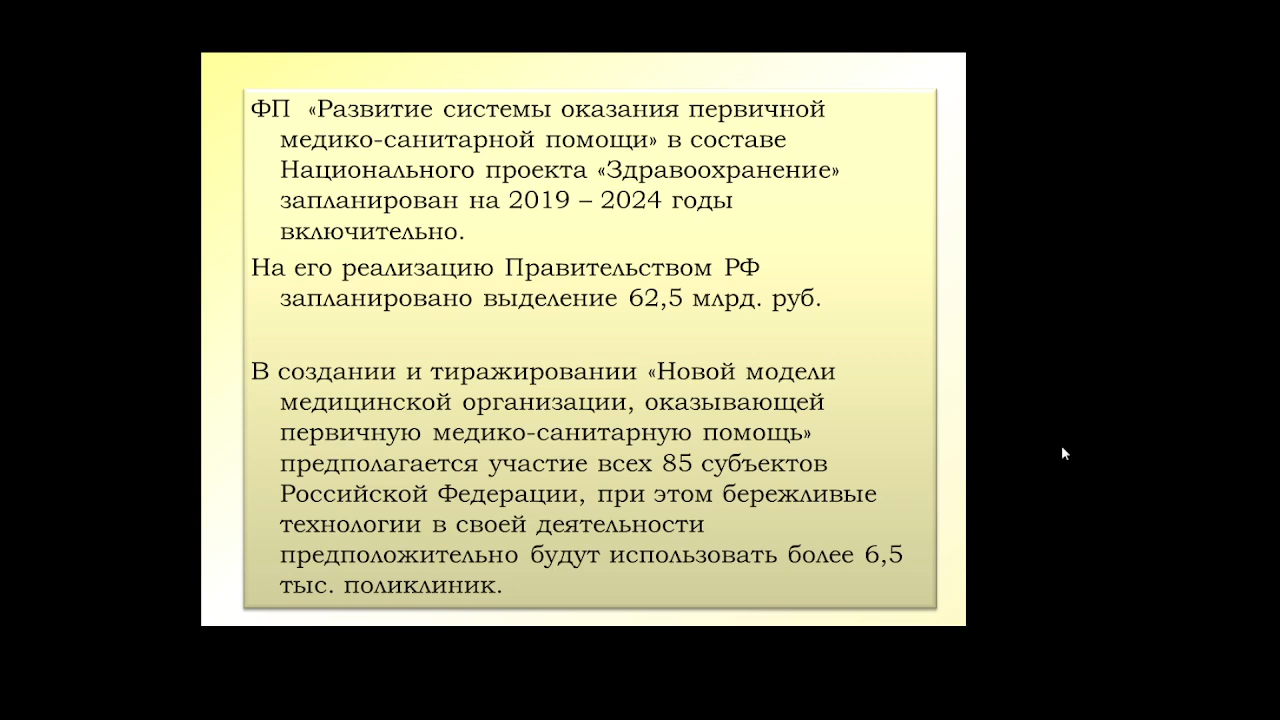 ФП «Развитие системы оказания первичной
медико-санитарной помощи» в составе
Национального проекта «Здравоохранение»
запланирован на 2019 – 2024 годы
включительно.
На его реализацию Правительством РФ
запланировано выделение 62,5 млрд. руб.
В создании и тиражировании «Новой модели
медицинской организации, оказывающей
первичную медико-санитарную помощь»
предполагается участие всех 85 субъектов
Российской Федерации, при этом бережливые
технологии в своей деятельности
предположительно будут использовать более 6,5
тыс. поликлиник.